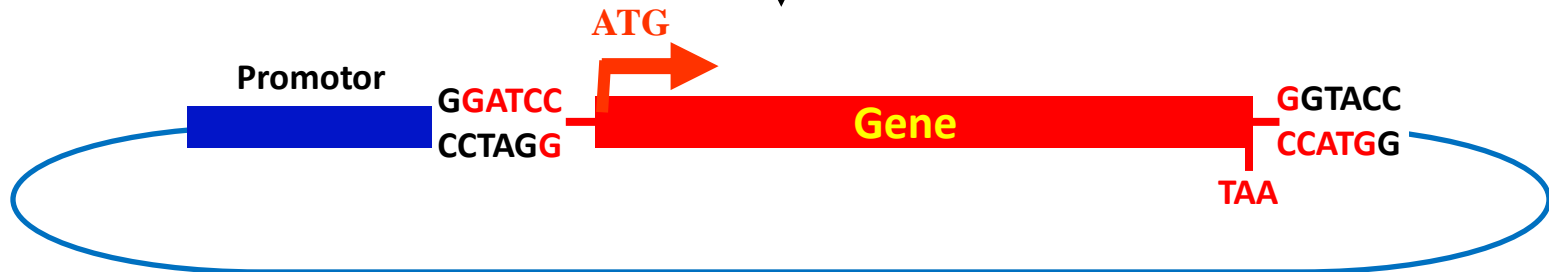 ATG
Promotor
GGATCC
CCTAGG
Gene
GGTACC
CCATGG
TAA